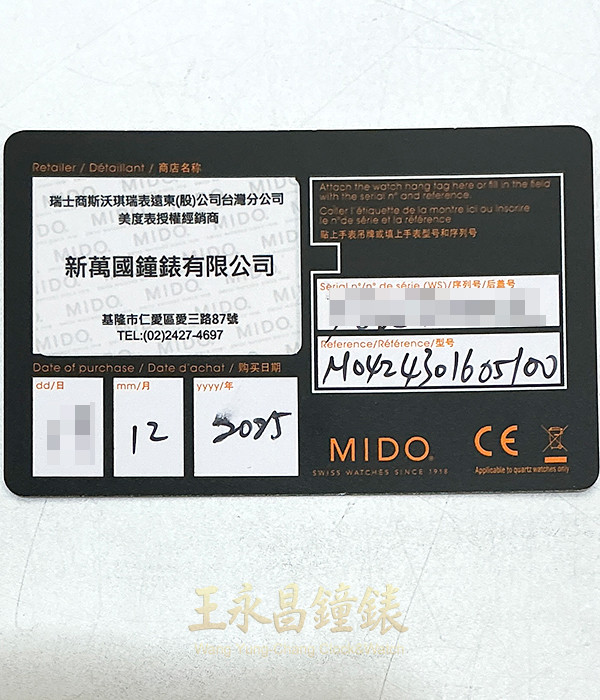 Retailer / Détaillant / 商店名称
瑞士商斯沃琪瑞表遠東(股)公司台灣分公司
美度表授權經銷商
新萬國鐘錶有限公司
基隆市仁愛區愛三路87號
TEL:(02)2427-4697
Attach the watch hang tag here or fill in the field
with the serial nº and reference.
Coller l'étiquette de la montre ici ou inscrire
le nº de série et la référence
贴上手表吊牌或填上手表型号和序列号
Serial nº/nº de série (WS)/序列号/后盖号
Reference/Référence/型号
M0424301605100
Date of purchase / Date d'achat / 购买日期
dd/日
mm/月
yyyy/年
12
2025
MIDO
SWISS WATCHES SINCE 1918
CE
Applicable to quartz watches only
王永昌鐘錶